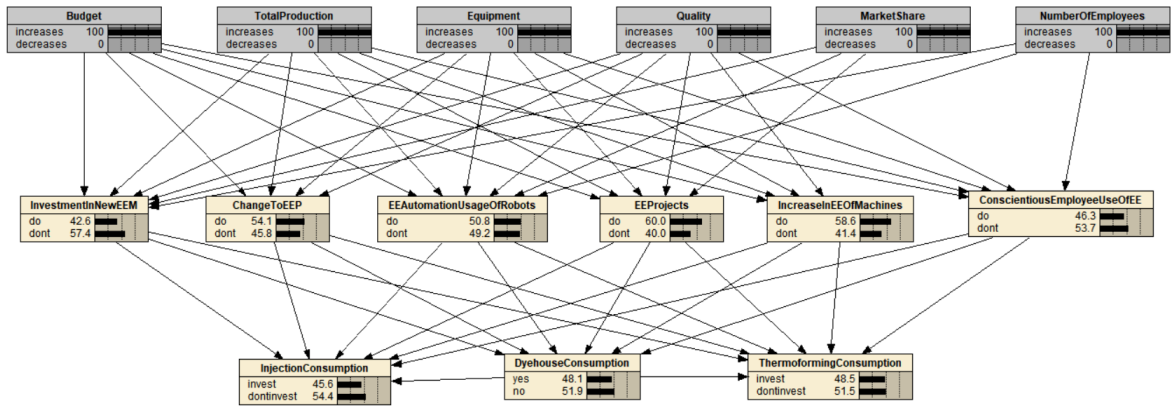 Budget
increases 100
decreases 0
TotalProduction
increases 100
decreases 0
Equipment
increases 100
decreases 0
Quality
increases 100
decreases 0
MarketShare
increases 100
decreases 0
NumberOfEmployees
increases 100
decreases 0
InvestmentInNewEEM
do 42.6
dont 57.4
ChangeToEEP
do 54.1
dont 45.8
EEAutomationUsageOfRobots
do 50.8
dont 49.2
EEProjects
do 60.0
dont 40.0
IncreaseInEEOfMachines
do 58.6
dont 41.4
ConscientiousEmployeeUseOfEE
do 46.3
dont 53.7
InjectionConsumption
invest 45.6
dontinvest 54.4
DyehouseConsumption
yes 48.1
no 51.9
ThermoformingConsumption
invest 48.5
dontinvest 51.5